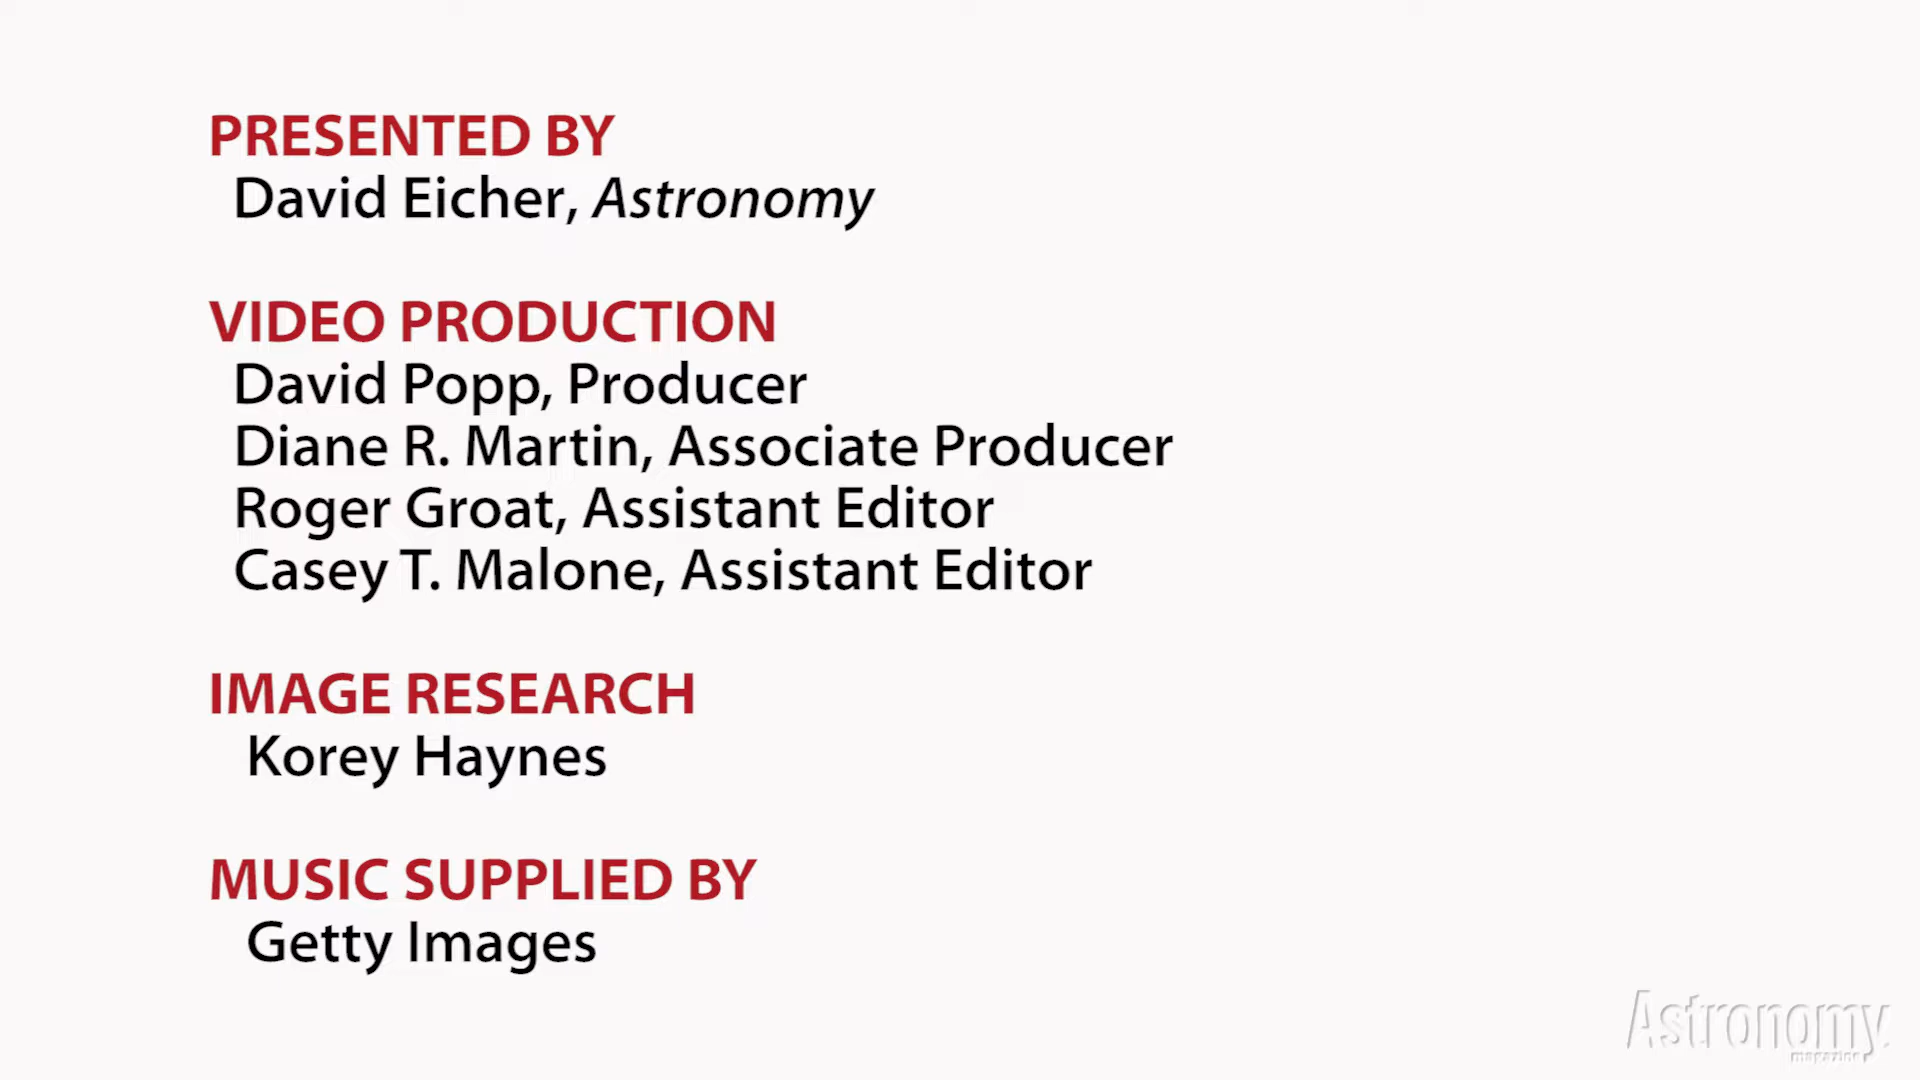 PRESENTED BY
David Eicher, Astronomy
VIDEO PRODUCTION
David Popp, Producer
Diane R. Martin, Associate Producer
Roger Groat, Assistant Editor
Casey T. Malone, Assistant Editor
IMAGE RESEARCH
Korey Haynes
MUSIC SUPPLIED BY
Getty Images
Astronomy
magazine